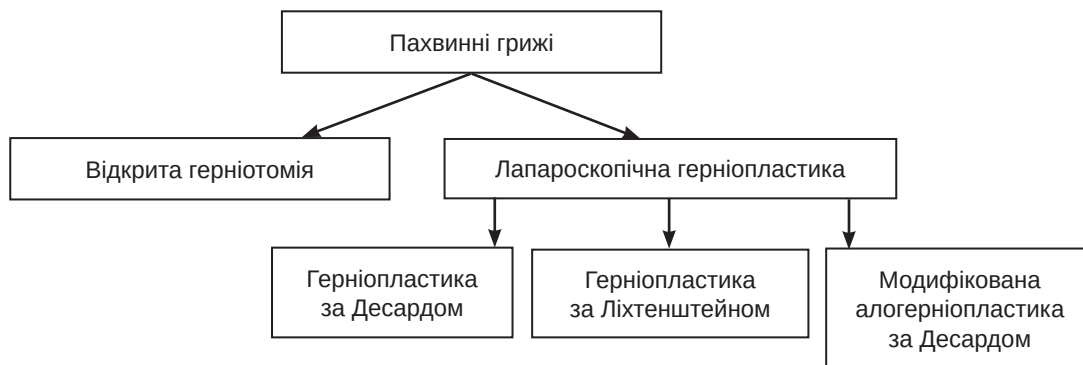 Пахвинні грижі
Відкрита герніотомія
Лапароскопічна герніопластика
Герніопластика
за Десардом
Герніопластика
за Ліхтенштейном
Модифікована
алогерніопластика
за Десардом